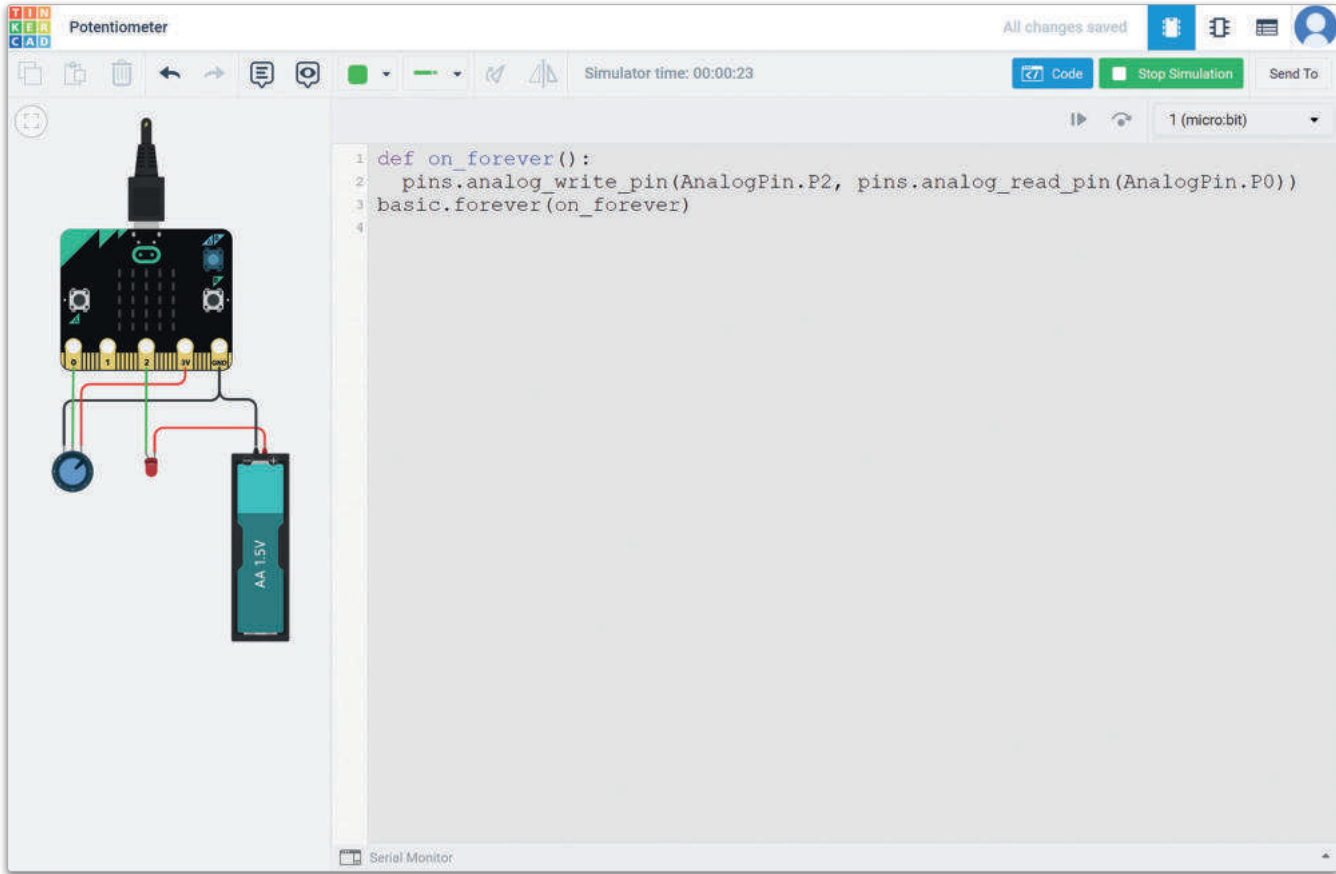 TIN
KER
CAD
Potentiometer
All changes saved
Simulator time: 00:00:23
Code
Stop Simulation
Send To
1 (micro:bit)
1 def on_forever():
2   pins.analog_write_pin(AnalogPin.P2, pins.analog_read_pin(AnalogPin.P0))
3 basic.forever(on_forever)
4
0 1 2 3V GND
AA 1.5V
Serial Monitor